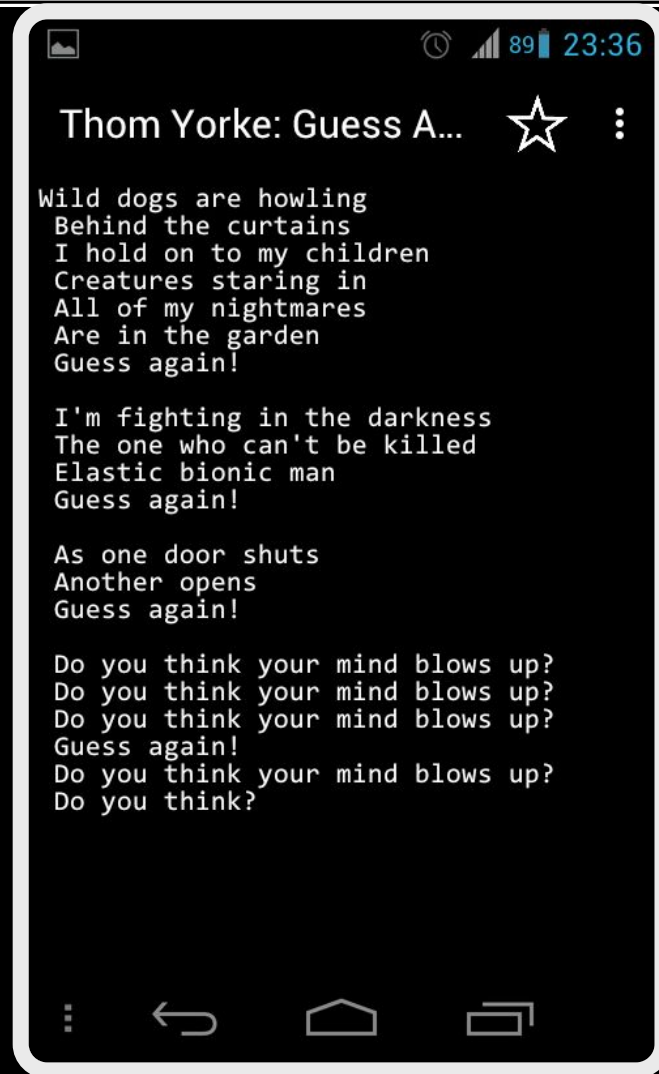 89 23:36
Thom Yorke: Guess A...
Wild dogs are howling
Behind the curtains
I hold on to my children
Creatures staring in
All of my nightmares
Are in the garden
Guess again!
I'm fighting in the darkness
The one who can't be killed
Elastic bionic man
Guess again!
As one door shuts
Another opens
Guess again!
Do you think your mind blows up?
Do you think your mind blows up?
Do you think your mind blows up?
Guess again!
Do you think your mind blows up?
Do you think?